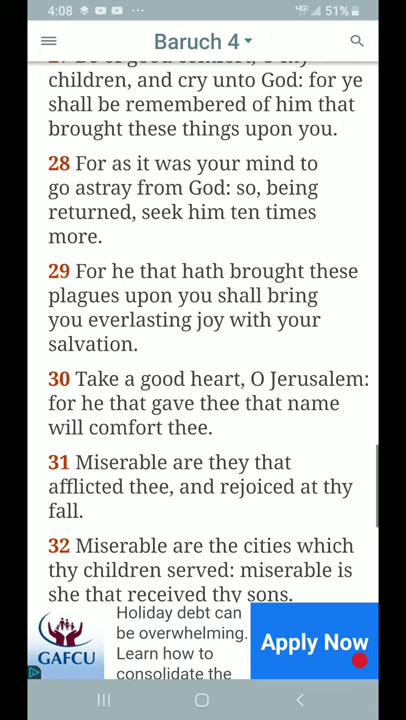 4:08
51%
Baruch 4
27 Be of good comfort, O my
children, and cry unto God: for ye
shall be remembered of him that
brought these things upon you.
28 For as it was your mind to
go astray from God: so, being
returned, seek him ten times
more.
29 For he that hath brought these
plagues upon you shall bring
you everlasting joy with your
salvation.
30 Take a good heart, O Jerusalem:
for he that gave thee that name
will comfort thee.
31 Miserable are they that
afflicted thee, and rejoiced at thy
fall.
32 Miserable are the cities which
thy children served: miserable is
she that received thy sons.
GAFCU
Holiday debt can
be overwhelming.
Learn how to
consolidate the
Apply Now